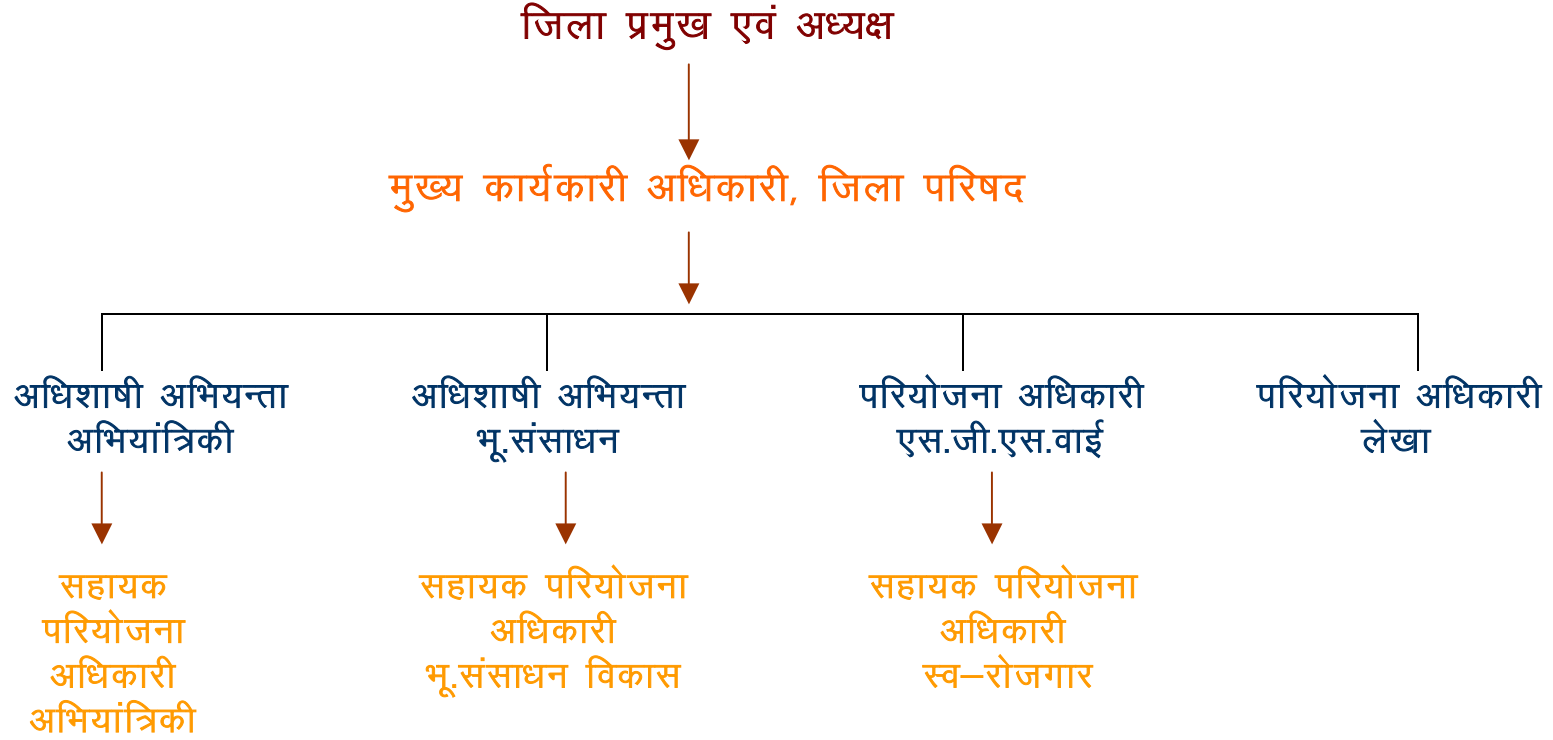 जिला प्रमुख एवं अध्यक्ष
मुख्य कार्यकारी अधिकारी, जिला परिषद
अधिशाषी अभियन्ता
अभियांत्रिकी
अधिशाषी अभियन्ता
भू.संसाधन
परियोजना अधिकारी
एस.जी.एस.वाई
परियोजना अधिकारी
लेखा
सहायक
परियोजना
अधिकारी
अभियांत्रिकी
सहायक परियोजना
अधिकारी
भू.संसाधन विकास
सहायक परियोजना
अधिकारी
स्व–रोजगार